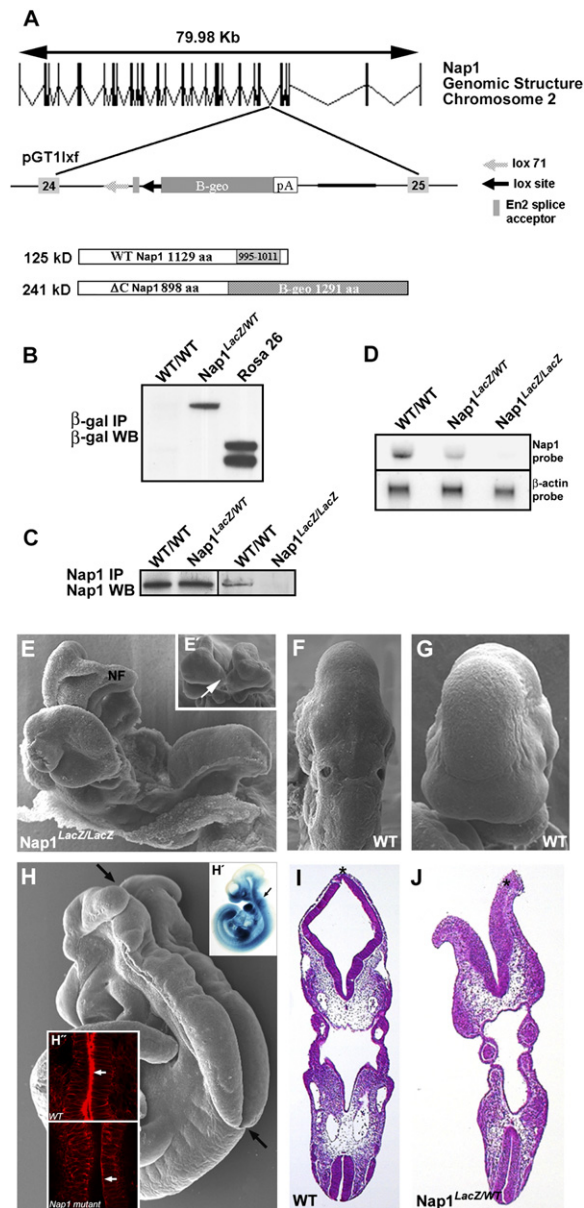 A
79.98 Kb
Nap1
Genomic Structure
Chromosome 2
pGT1lxf
24
B-geo
pA
25
lox 71
lox site
En2 splice
acceptor
125 kD
WT Nap1 1129 aa
995-1011
241 kD
ΔC Nap1 898 aa
B-geo 1291 aa
B
WT/WT
Nap1LacZ/WT
Rosa 26
β-gal IP
β-gal WB
C
WT/WT
Nap1LacZ/WT
WT/WT
Nap1LacZ/LacZ
Nap1 IP
Nap1 WB
D
WT/WT
Nap1LacZ/WT
Nap1LacZ/LacZ
Nap1
probe
β-actin
probe
E
NF
Nap1LacZ/LacZ
E´
F
WT
G
WT
H
H´
H˝
WT
Nap1 mutant
I
*
WT
J
*
Nap1LacZ/WT